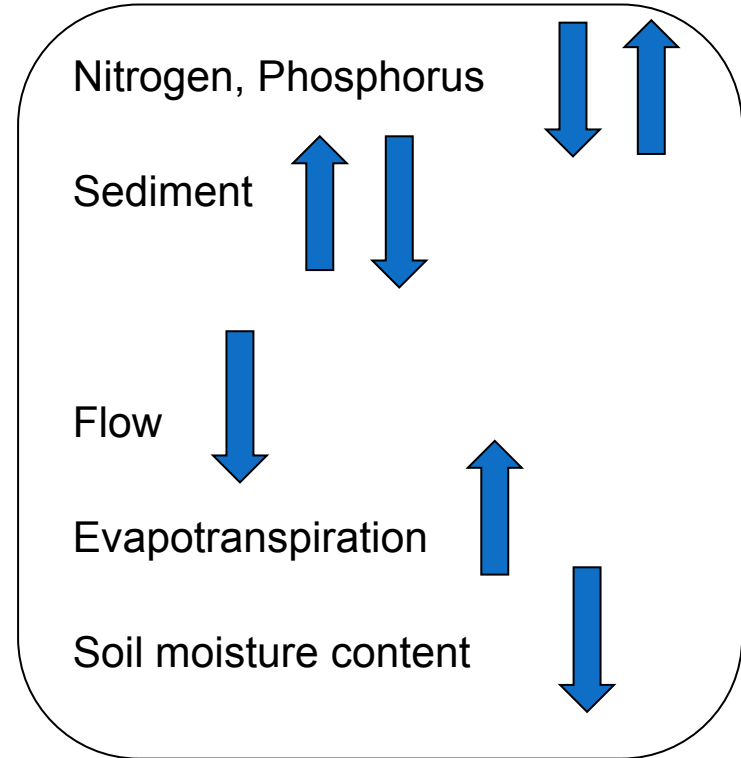 Nitrogen, Phosphorus
Sediment
Flow
Evapotranspiration
Soil moisture content